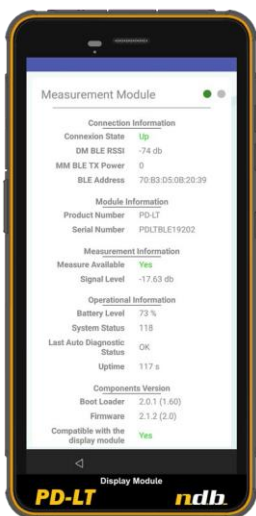 Measurement Module
Connection Information
Connexion State Up
DM BLE RSSI -74 db
MM BLE TX Power 0
BLE Address 70:B3:D5:0B:20:39
Module Information
Product Number PD-LT
Serial Number PDLTBLE19202
Measurement Information
Measure Available Yes
Signal Level -17.63 db
Operational Information
Battery Level 73 %
System Status 118
Last Auto Diagnostic
Status OK
Uptime 117 s
Components Version
Boot Loader 2.0.1 (1.60)
Firmware 2.1.2 (2.0)
Compatible with the
display module Yes
Display Module
PD-LT ndb